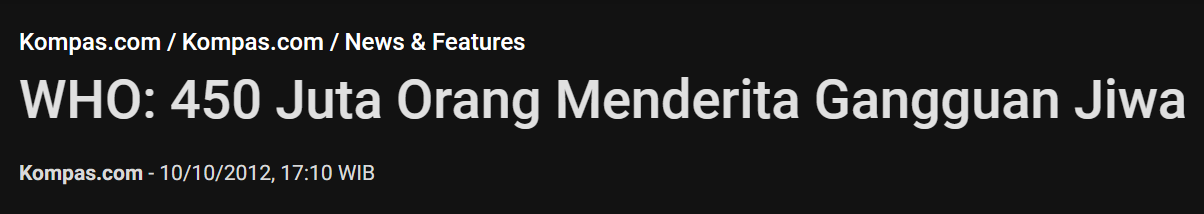 Kompas.com / Kompas.com / News & Features
WHO: 450 Juta Orang Menderita Gangguan Jiwa
Kompas.com - 10/10/2012, 17:10 WIB